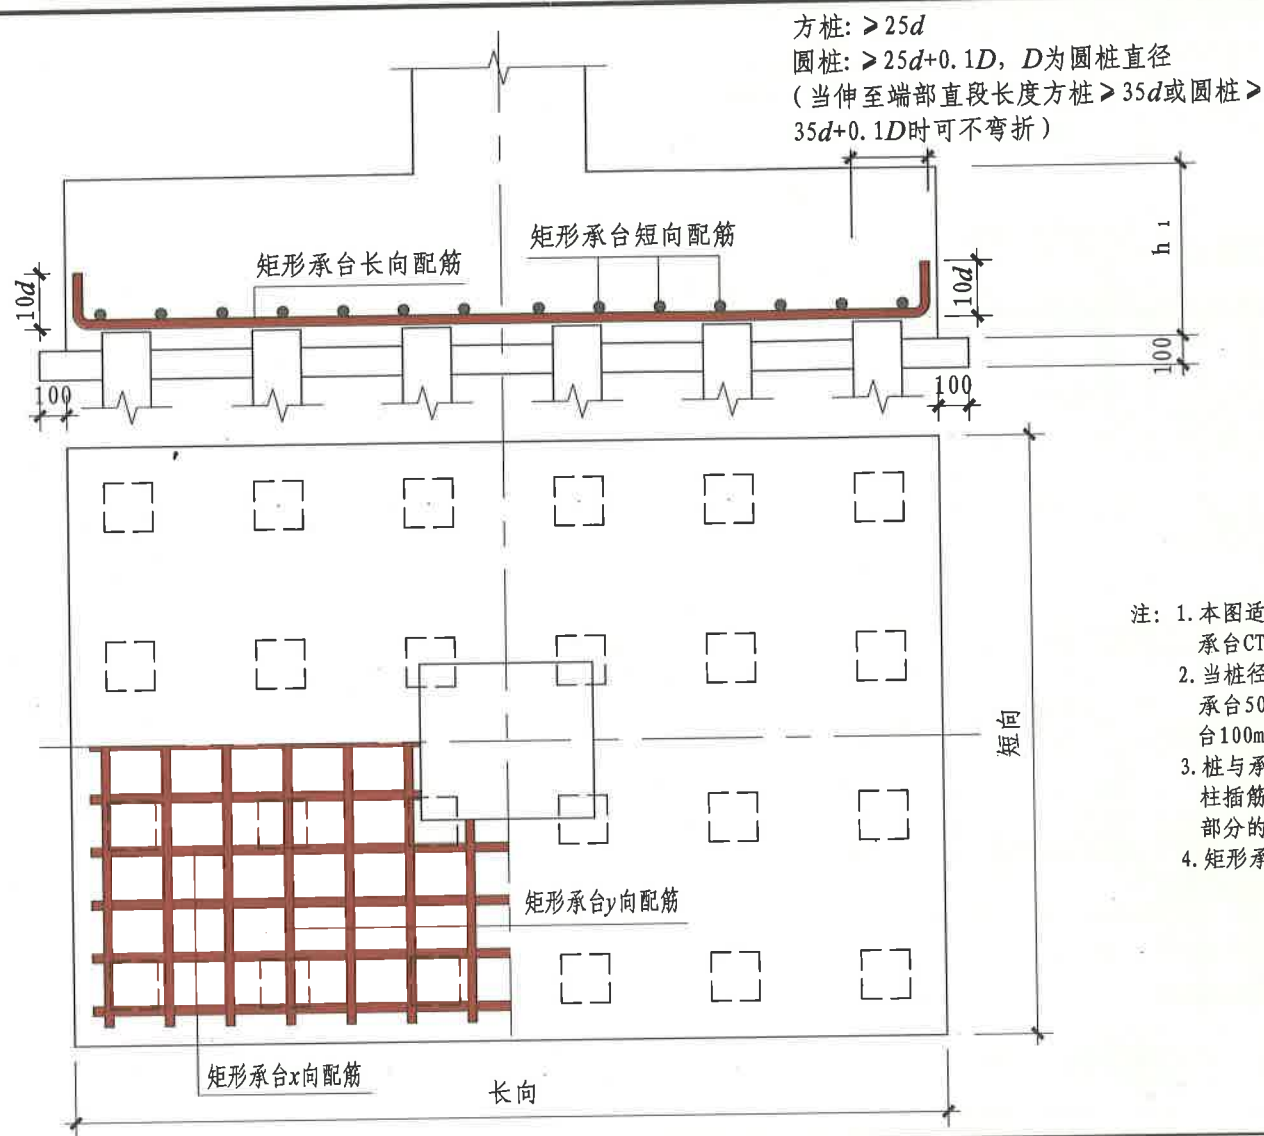 方桩: ≥25d
圆桩: ≥25d+0.1D, D为圆桩直径
(当伸至端部直段长度方桩≥35d或圆桩≥
35d+0.1D时可不弯折)
矩形承台短向配筋
矩形承台长向配筋
10d
10d
h1
100
100
100
注: 1.本图适
承台CT
2.当桩径
承台50
台100m
3.桩与承
柱插筋
部分的
4.矩形承
短向
矩形承台y向配筋
矩形承台x向配筋
长向